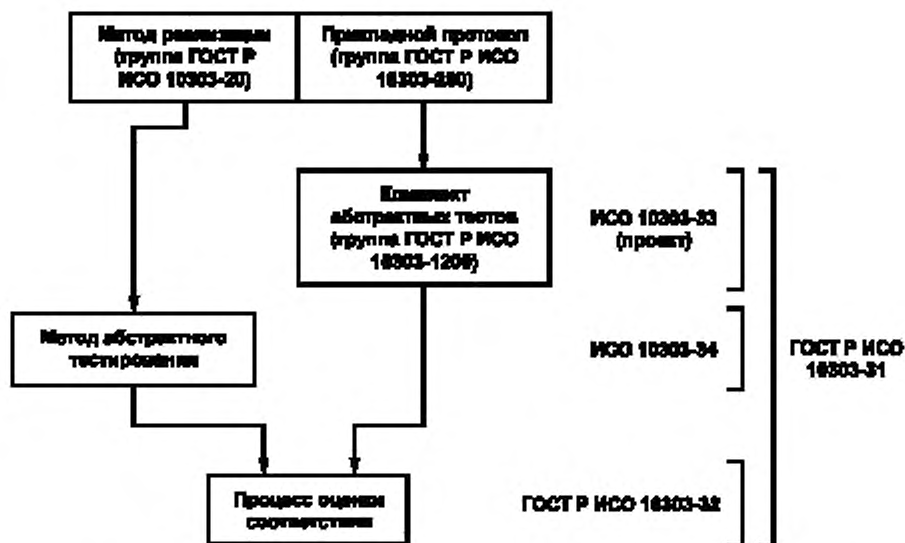 Метод реализации
(группа ГОСТ Р
ИСО 10303-20)
Прикладной протокол
(группа ГОСТ Р ИСО
10303-200)
Комплект
абстрактных тестов
(группа ГОСТ Р ИСО
10303-1200)
ИСО 10303-33
(проект)
Метод абстрактного
тестирования
ИСО 10303-34
ГОСТ Р ИСО
10303-31
Процесс оценки
соответствия
ГОСТ Р ИСО 10303-32